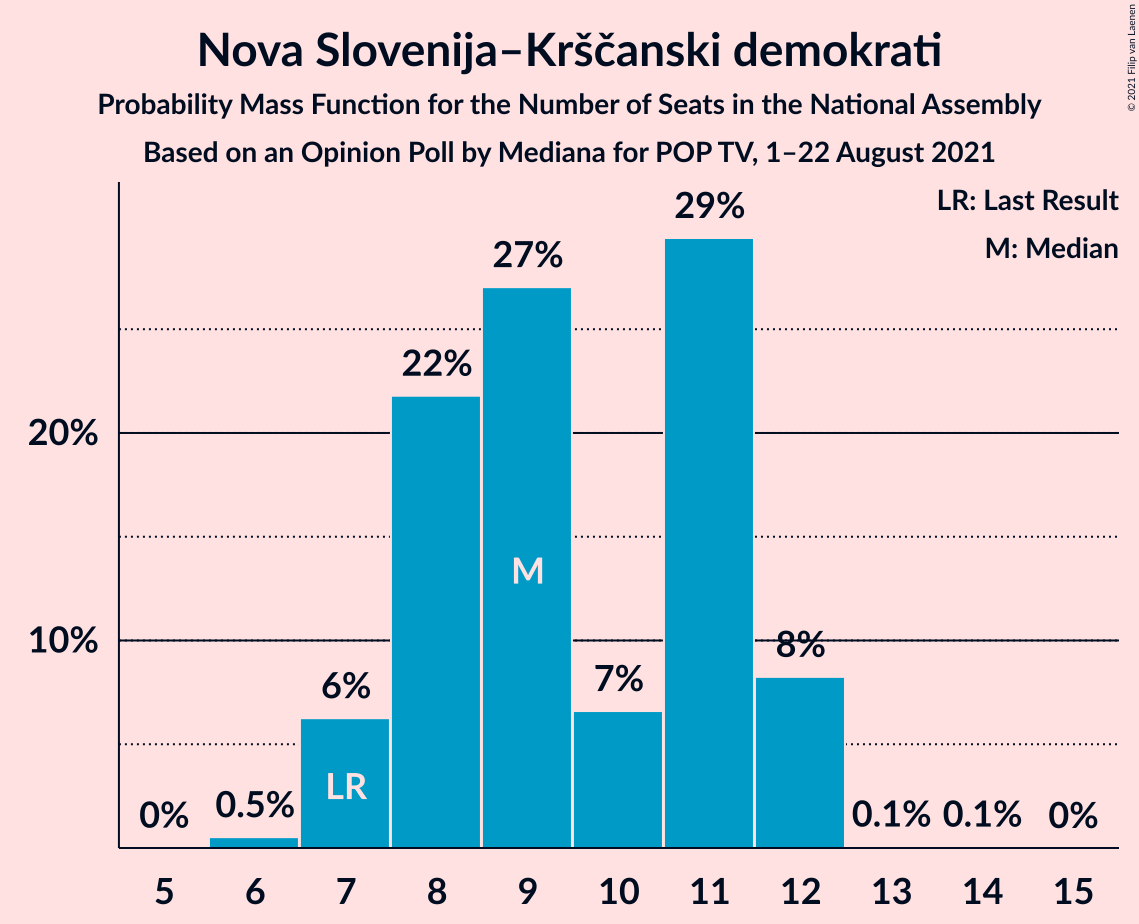 Nova Slovenija–Krščanski demokrati
Probability Mass Function for the Number of Seats in the National Assembly
Based on an Opinion Poll by Mediana for POP TV, 1–22 August 2021
© 2021 Filip van Laenen
LR: Last Result
M: Median
29%
27%
22%
20%
M
10%
8%
7%
6%
LR
0% 0.5% 0.1% 0.1% 0%
5 6 7 8 9 10 11 12 13 14 15